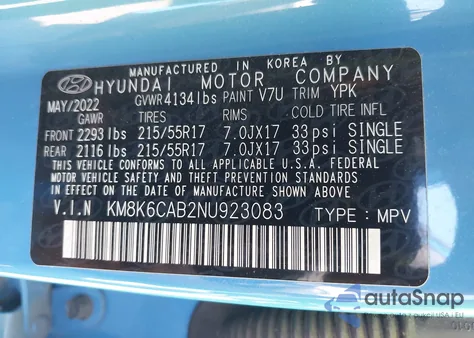 MANUFACTURED IN KOREA BY
HYUNDAI MOTOR COMPANY
MAY/2022 GVWR 4134lbs PAINT V7U TRIM YPK
GAWR TIRES RIMS COLD TIRE INFL
FRONT 2293 lbs 215/55R17 7.0JX17 33psi SINGLE
REAR 2116 lbs 215/55R17 7.0JX17 33psi SINGLE
THIS VEHICLE CONFORMS TO ALL APPLICABLE U.S.A. FEDERAL
MOTOR VEHICLE SAFETY AND THEFT PREVENTION STANDARDS
IN EFFECT ON THE DATE OF MANUFACTURE SHOWN ABOVE.
V.I.N KM8K6CAB2NU923083 TYPE : MPV
autoSnap